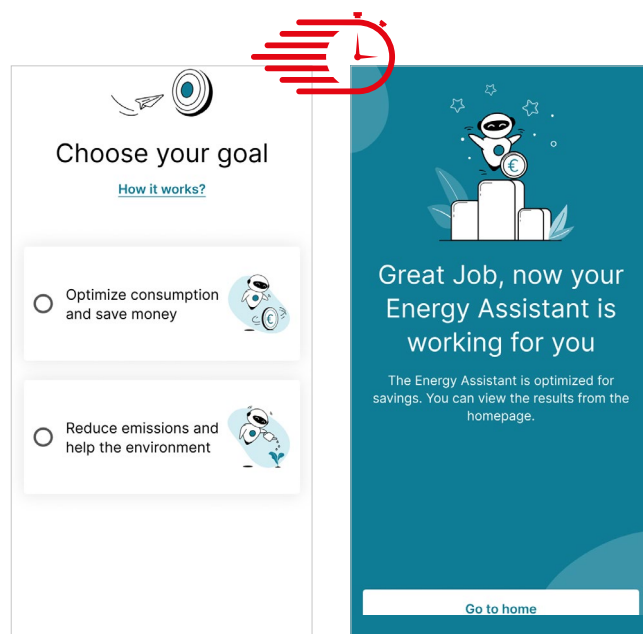 Choose your goal
How it works?
Optimize consumption
and save money
€
Reduce emissions and
help the environment
€
Great Job, now your
Energy Assistant is
working for you
The Energy Assistant is optimized for
savings. You can view the results from the
homepage.
Go to home